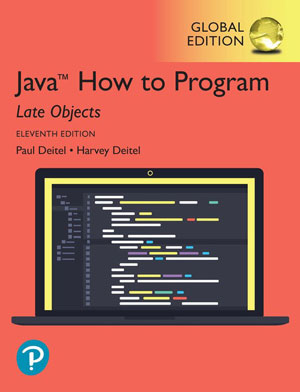 GLOBAL
EDITION
Java™ How to Program
Late Objects
ELEVENTH EDITION
Paul Deitel • Harvey Deitel
P